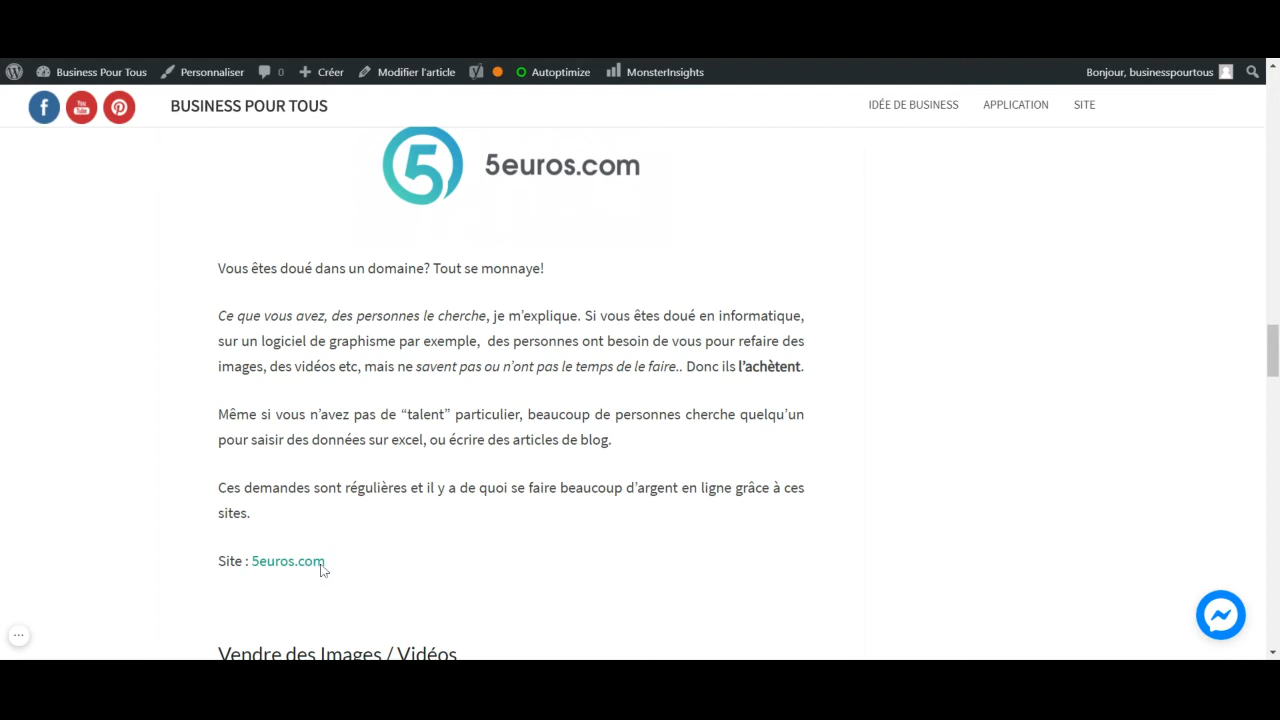 Business Pour Tous Personnaliser 0 Créer Modifier l'article Autoptimize MonsterInsights Bonjour, businesspourtous
f You Tube BUSINESS POUR TOUS IDÉE DE BUSINESS APPLICATION SITE
5 5euros.com
Vous êtes doué dans un domaine? Tout se monnaye!
Ce que vous avez, des personnes le cherche, je m’explique. Si vous êtes doué en informatique,
sur un logiciel de graphisme par exemple, des personnes ont besoin de vous pour refaire des
images, des vidéos etc, mais ne savent pas ou n’ont pas le temps de le faire.. Donc ils l’achètent.
Même si vous n’avez pas de “talent” particulier, beaucoup de personnes cherche quelqu’un
pour saisir des données sur excel, ou écrire des articles de blog.
Ces demandes sont régulières et il y a de quoi se faire beaucoup d’argent en ligne grâce à ces
sites.
Site : 5euros.com
Vendre des Images / Vidéos